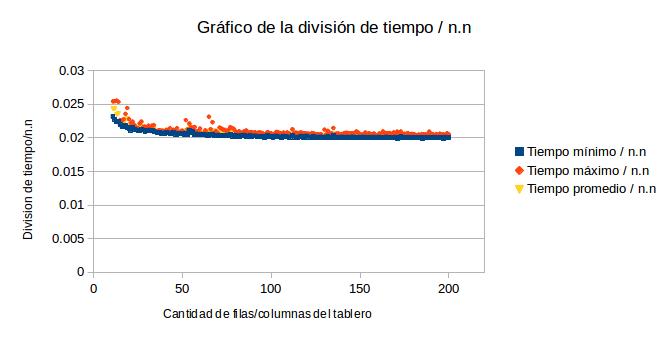 Gráfico de la división de tiempo / n.n
0.03
0.025
0.02
0.015
0.01
0.005
0
0 50 100 150 200
Division de tiempo/n.n
Cantidad de filas/columnas del tablero
Tiempo mínimo / n.n
Tiempo máximo / n.n
Tiempo promedio / n.n